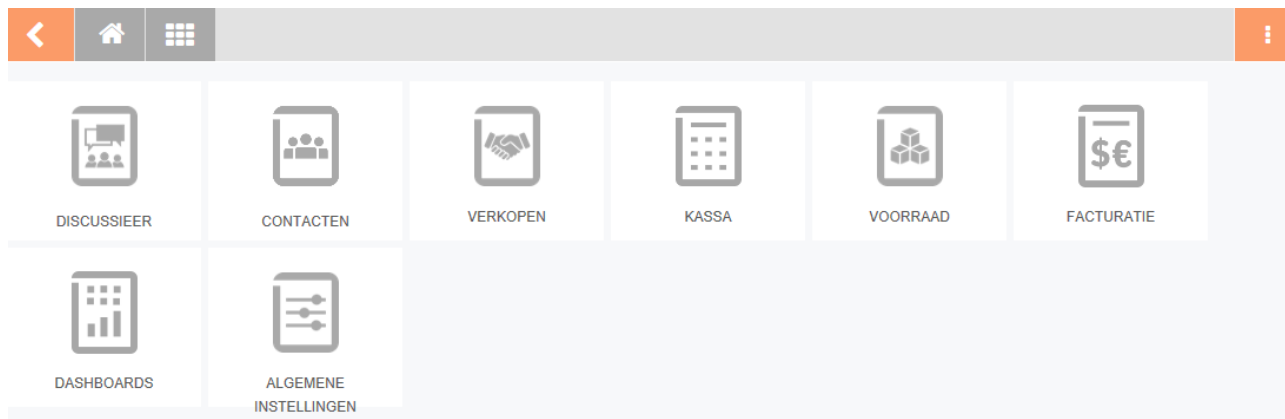 DISCUSSIEER
CONTACTEN
VERKOPEN
KASSA
VOORRAAD
$€
FACTURATIE
DASHBOARDS
ALGEMENE
INSTELLINGEN